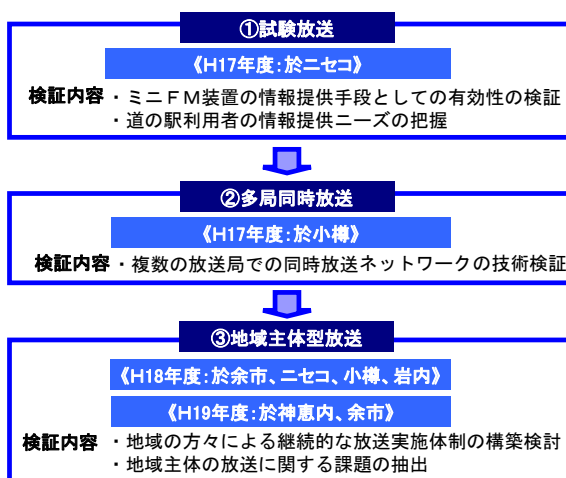 ①試験放送
《H17年度：於ニセコ》
検証内容 ・ミニＦＭ装置の情報提供手段としての有効性の検証
・道の駅利用者の情報提供ニーズの把握
②多局同時放送
《H17年度：於小樽》
検証内容 ・複数の放送局での同時放送ネットワークの技術検証
③地域主体型放送
《H18年度：於余市、ニセコ、小樽、岩内》
《H19年度：於神恵内、余市》
検証内容 ・地域の方々による継続的な放送実施体制の構築検討
・地域主体の放送に関する課題の抽出